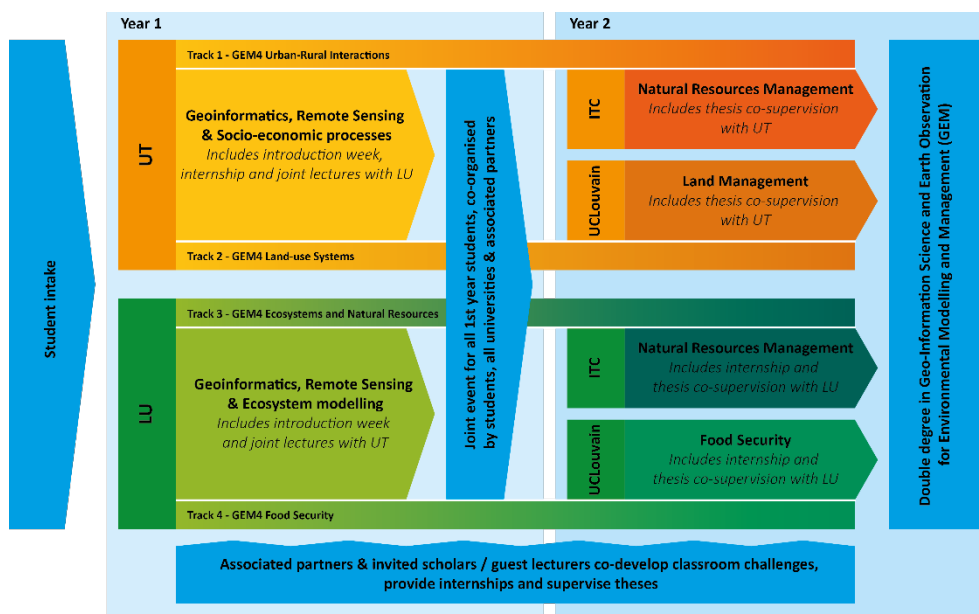 Year 1
Year 2
Student intake
Track 1 - GEM4 Urban-Rural Interactions
UT
Geoinformatics, Remote Sensing
& Socio-economic processes
Includes introduction week,
internship and joint lectures with LU
Track 2 - GEM4 Land-use Systems
Track 3 - GEM4 Ecosystems and Natural Resources
LU
Geoinformatics, Remote Sensing
& Ecosystem modelling
Includes introduction week
and joint lectures with UT
Track 4 - GEM4 Food Security
Joint event for all 1st year students, co-organised
by students, all universities & associated partners
ITC
Natural Resources Management
Includes thesis co-supervision
with UT
UCLouvain
Land Management
Includes thesis co-supervision
with UT
ITC
Natural Resources Management
Includes internship and
thesis co-supervision with LU
UCLouvain
Food Security
Includes internship and
thesis co-supervision with LU
Double degree in Geo-Information Science and Earth Observation
for Environmental Modelling and Management (GEM)
Associated partners & invited scholars / guest lecturers co-develop classroom challenges,
provide internships and supervise theses